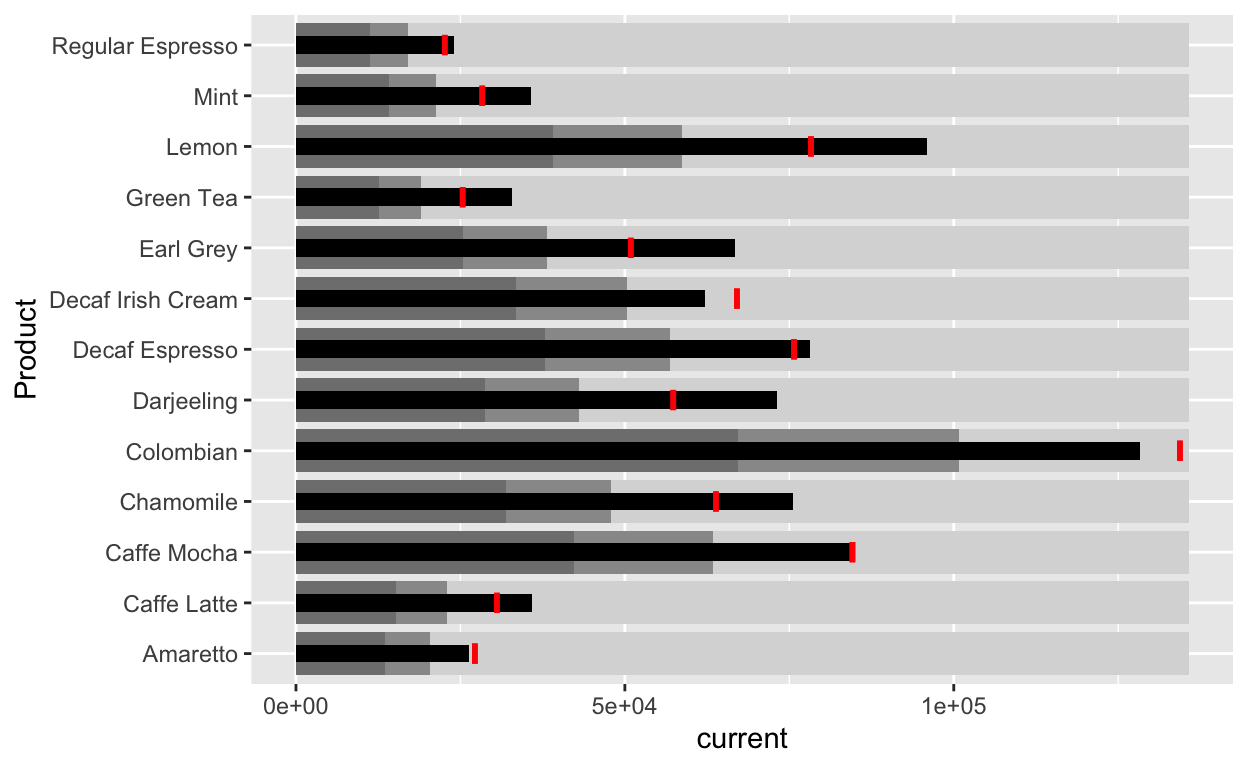 Regular Espresso
Mint
Lemon
Green Tea
Earl Grey
Decaf Irish Cream
Decaf Espresso
Darjeeling
Colombian
Chamomile
Caffe Mocha
Caffe Latte
Amaretto
Product
0e+00 5e+04 1e+05
current